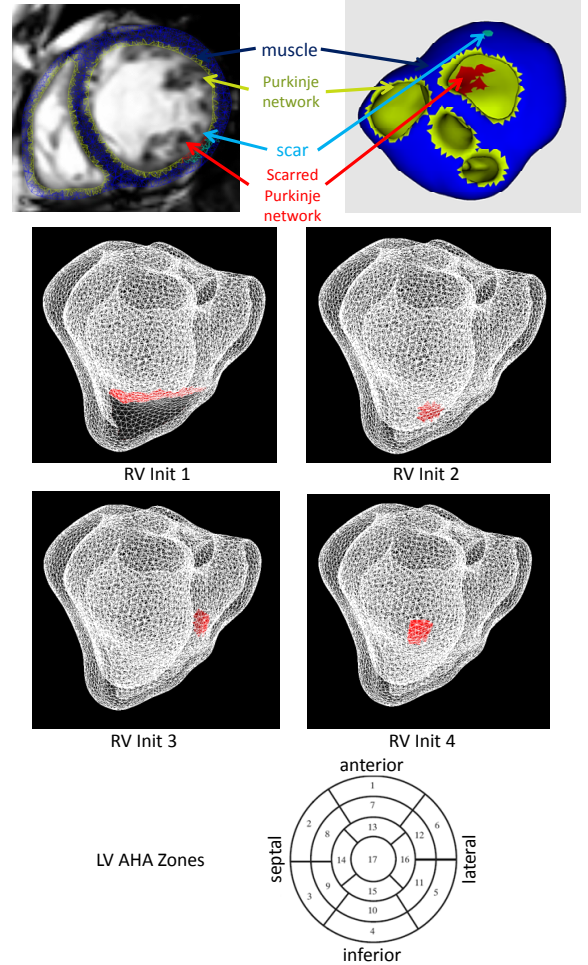 muscle
Purkinje
network
scar
Scarred
Purkinje
network
RV Init 1
RV Init 2
RV Init 3
RV Init 4
anterior
LV AHA Zones
septal
lateral
1
7
2
6
8
13
12
14
17
16
9
15
11
3
5
10
4
inferior